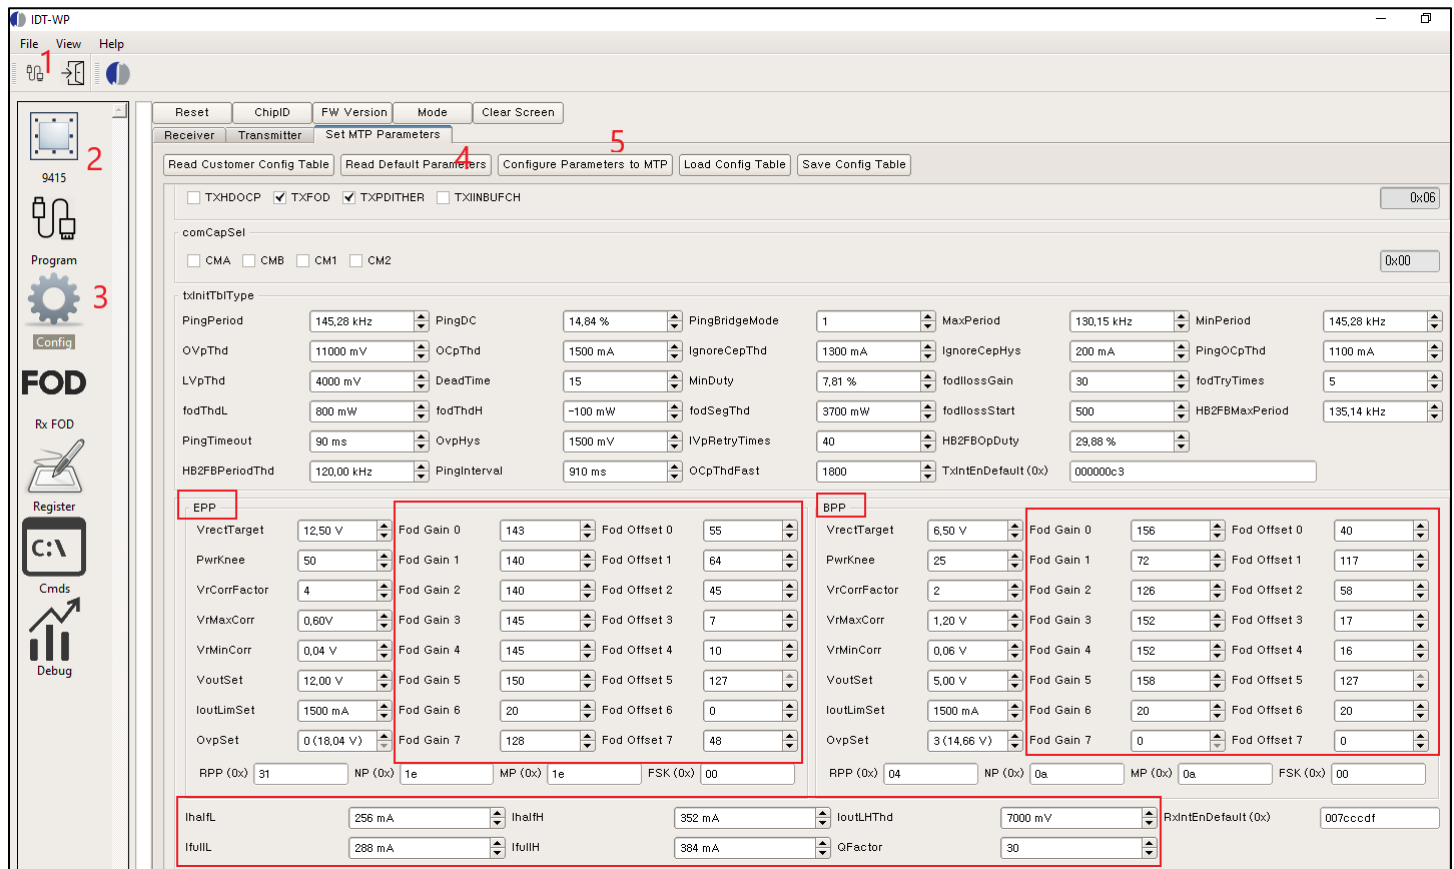 IDT-WP
File View Help
1
Reset ChipID FW Version Mode Clear Screen
Receiver Transmitter Set MTP Parameters
5
Read Customer Config Table Read Default Parameters Configure Parameters to MTP Load Config Table Save Config Table
4
2
9415
TXHDOCP TXFOD TXPDITHER TXIINBUFCH 0x06
comCapSel
Program
CMA CMB CM1 CM2 0x00
3
Config
txInitTblType
PingPeriod 145,28 kHz PingDC 14,84 % PingBridgeMode 1 MaxPeriod 130,15 kHz MinPeriod 145,28 kHz
OVpThd 11000 mV OCpThd 1500 mA IgnoreCepThd 1300 mA IgnoreCepHys 200 mA PingOCpThd 1100 mA
LVpThd 4000 mV DeadTime 15 MinDuty 7,81 % fodIlossGain 30 fodTryTimes 5
FOD
fodThdL 800 mW fodThdH -100 mW fodSegThd 3700 mW fodIlossStart 500 HB2FBMaxPeriod 135,14 kHz
Rx FOD
PingTimeout 90 ms OvpHys 1500 mV IVpRetryTimes 40 HB2FBOpDuty 29,88 %
HB2FBPeriodThd 120,00 kHz PingInterval 910 ms OCpThdFast 1800 TxIntEnDefault (0x) 000000c3
Register
EPP BPP
VrectTarget 12,50 V Fod Gain 0 143 Fod Offset 0 55 VrectTarget 6,50 V Fod Gain 0 156 Fod Offset 0 40
C:\
PwrKnee 50 Fod Gain 1 140 Fod Offset 1 64 PwrKnee 25 Fod Gain 1 72 Fod Offset 1 117
Cmds
VrCorrFactor 4 Fod Gain 2 140 Fod Offset 2 45 VrCorrFactor 2 Fod Gain 2 126 Fod Offset 2 58
VrMaxCorr 0,60V Fod Gain 3 145 Fod Offset 3 7 VrMaxCorr 1,20 V Fod Gain 3 152 Fod Offset 3 17
VrMinCorr 0,04 V Fod Gain 4 145 Fod Offset 4 10 VrMinCorr 0,06 V Fod Gain 4 152 Fod Offset 4 16
Debug
VoutSet 12,00 V Fod Gain 5 150 Fod Offset 5 127 VoutSet 5,00 V Fod Gain 5 158 Fod Offset 5 127
IoutLimSet 1500 mA Fod Gain 6 20 Fod Offset 6 0 IoutLimSet 1500 mA Fod Gain 6 20 Fod Offset 6 20
OvpSet 0 (18,04 V) Fod Gain 7 128 Fod Offset 7 48 OvpSet 3 (14,66 V) Fod Gain 7 0 Fod Offset 7 0
RPP (0x) 31 NP (0x) 1e MP (0x) 1e FSK (0x) 00 RPP (0x) 04 NP (0x) 0a MP (0x) 0a FSK (0x) 00
IhalfL 256 mA IhalfH 352 mA IoutLHThd 7000 mV RxIntEnDefault (0x) 007cccdf
IfullL 288 mA IfullH 384 mA QFactor 30